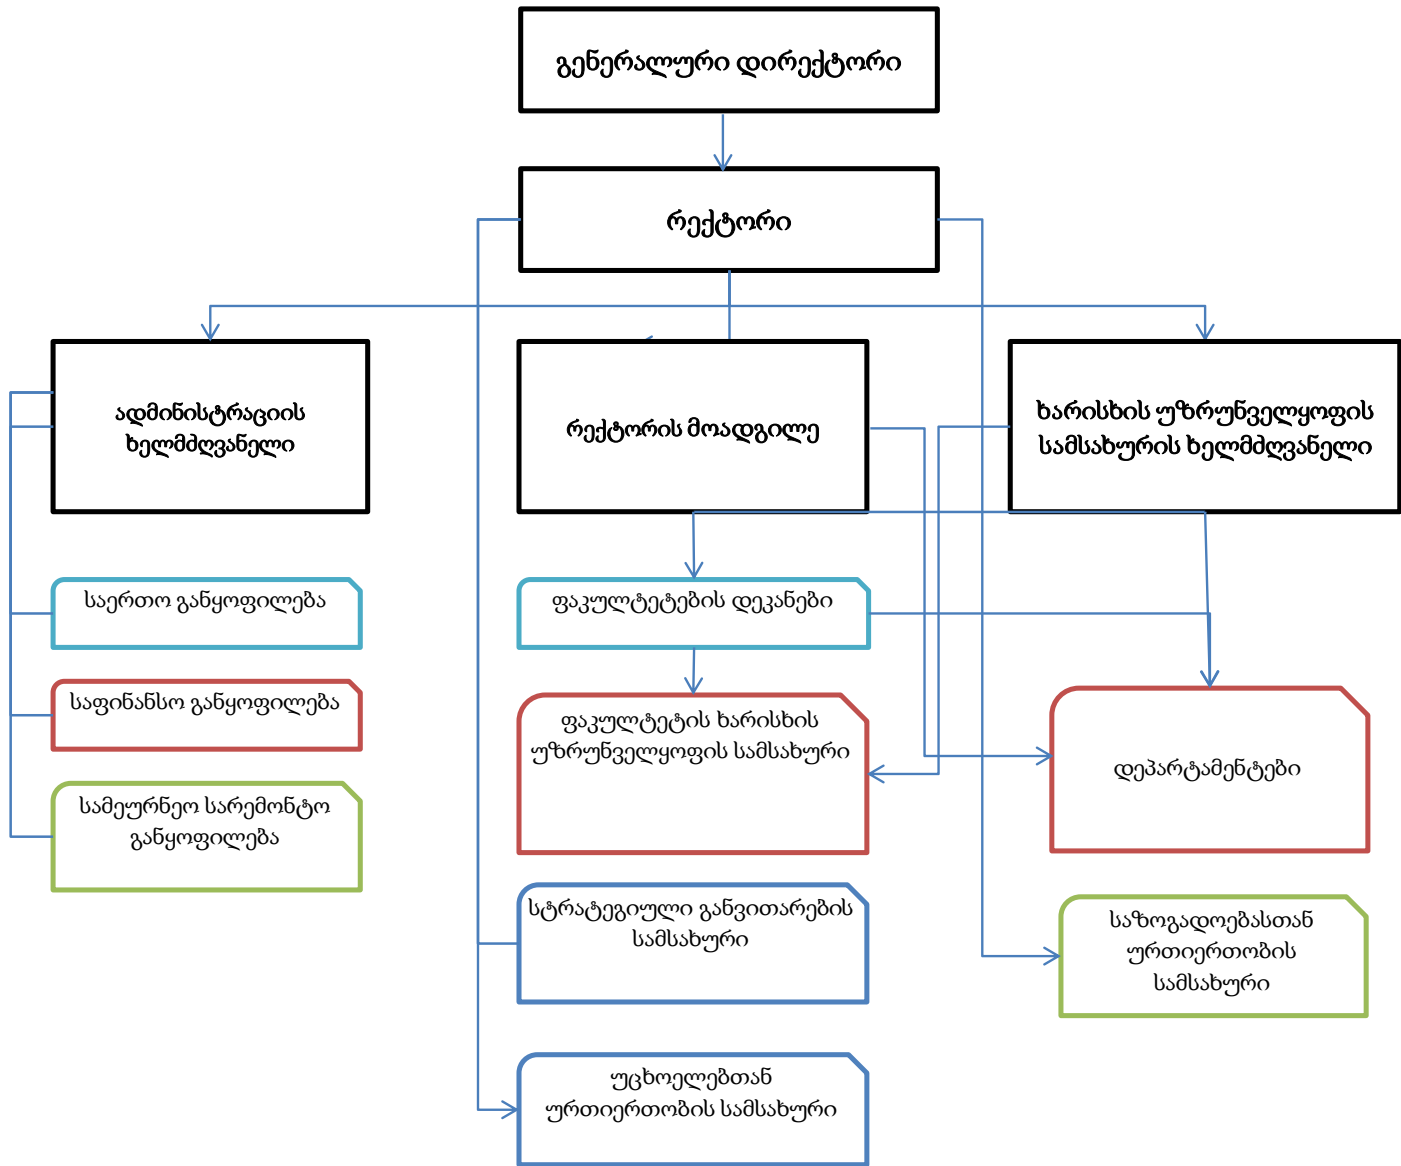 გენერალური დირექტორი
რექტორი
ადმინისტრაციის
ხელმძღვანელი
რექტორის მოადგილე
ხარისხის უზრუნველყოფის
სამსახურის ხელმძღვანელი
საერთო განყოფილება
ფაკულტეტების დეკანები
საფინანსო განყოფილება
ფაკულტეტის ხარისხის
უზრუნველყოფის სამსახური
დეპარტამენტები
სამეურნეო სარემონტო
განყოფილება
სტრატეგიული განვითარების
სამსახური
საზოგადოებასთან
ურთიერთობის
სამსახური
უცხოელებთან
ურთიერთობის სამსახური